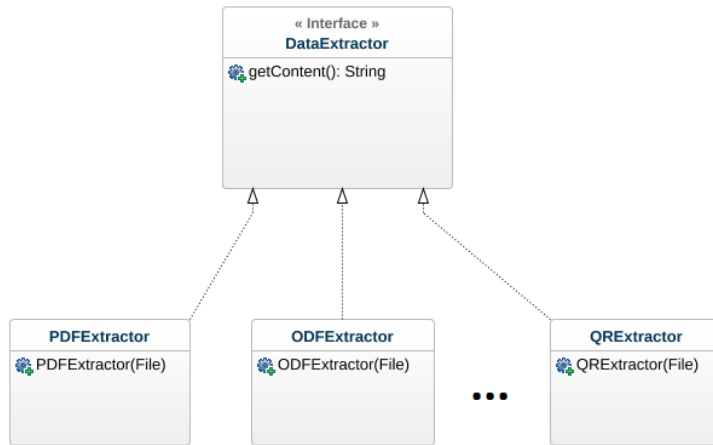 « Interface »
DataExtractor
getContent(): String
PDFExtractor
PDFExtractor(File)
ODFExtractor
ODFExtractor(File)
...
QRExtractor
QRExtractor(File)